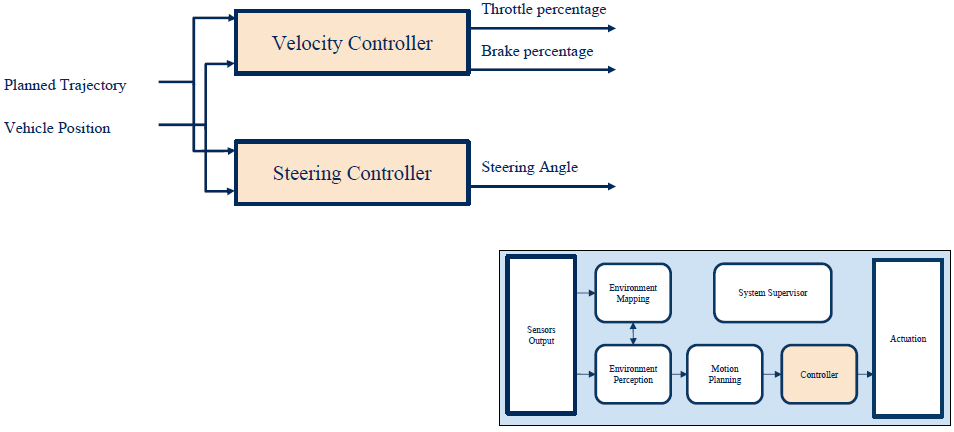 Throttle percentage
Velocity Controller
Brake percentage
Planned Trajectory
Vehicle Position
Steering Controller
Steering Angle
Sensors
Output
Environment
Mapping
System Supervisor
Environment
Perception
Motion
Planning
Controller
Actuation